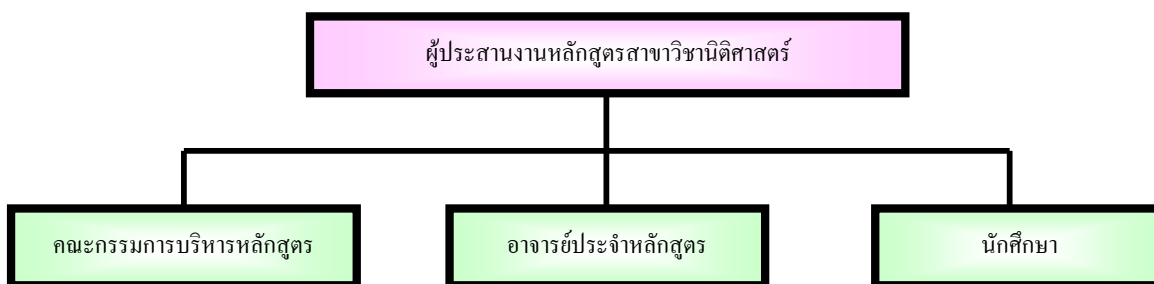 ผู้ประสานงานหลักสูตรสาขาวิชานิติศาสตร์
คณะกรรมการบริหารหลักสูตร
อาจารย์ประจำหลักสูตร
นักศึกษา